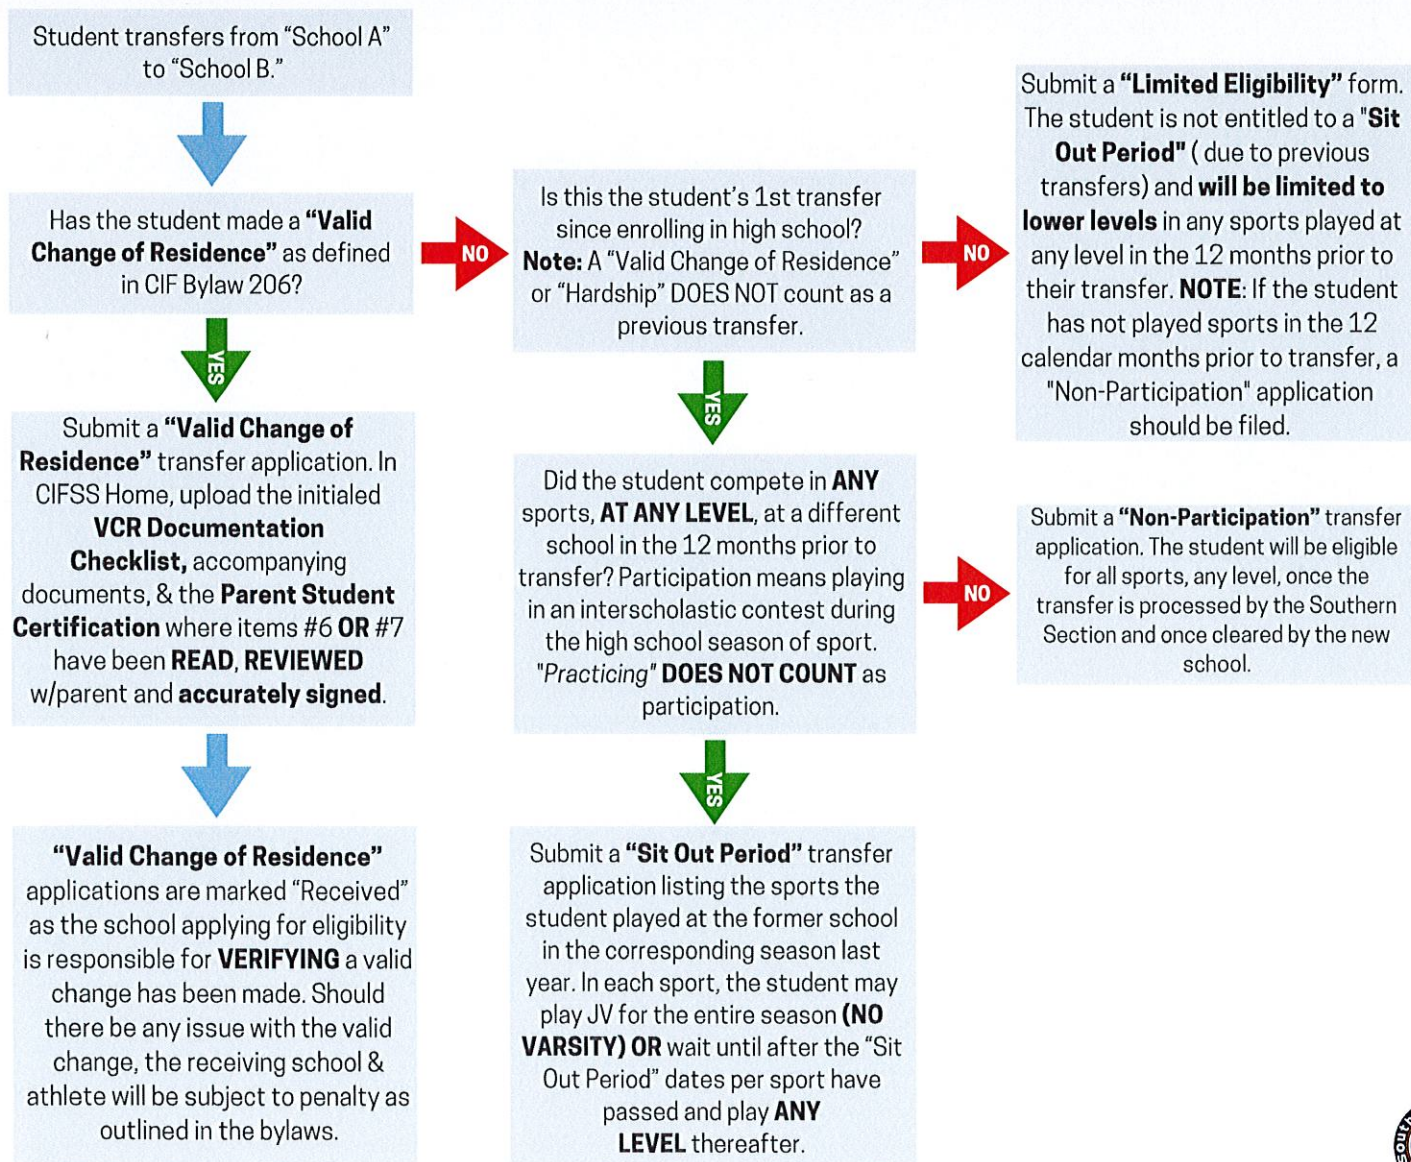 Student transfers from “School A”
to “School B.”
Has the student made a “Valid
Change of Residence” as defined
in CIF Bylaw 206?
NO
YES
Submit a “Valid Change of
Residence” transfer application. In
CIFSS Home, upload the initialed
VCR Documentation
Checklist, accompanying
documents, & the Parent Student
Certification where items #6 OR #7
have been READ, REVIEWED
w/parent and accurately signed.
“Valid Change of Residence”
applications are marked “Received”
as the school applying for eligibility
is responsible for VERIFYING a valid
change has been made. Should
there be any issue with the valid
change, the receiving school &
athlete will be subject to penalty as
outlined in the bylaws.
Is this the student’s 1st transfer
since enrolling in high school?
Note: A “Valid Change of Residence”
or “Hardship” DOES NOT count as a
previous transfer.
NO
YES
Did the student compete in ANY
sports, AT ANY LEVEL, at a different
school in the 12 months prior to
transfer? Participation means playing
in an interscholastic contest during
the high school season of sport.
"Practicing" DOES NOT COUNT as
participation.
NO
YES
Submit a “Sit Out Period” transfer
application listing the sports the
student played at the former school
in the corresponding season last
year. In each sport, the student may
play JV for the entire season (NO
VARSITY) OR wait until after the “Sit
Out Period” dates per sport have
passed and play ANY
LEVEL thereafter.
Submit a “Limited Eligibility” form.
The student is not entitled to a "Sit
Out Period" ( due to previous
transfers) and will be limited to
lower levels in any sports played at
any level in the 12 months prior to
their transfer. NOTE: If the student
has not played sports in the 12
calendar months prior to transfer, a
"Non-Participation" application
should be filed.
Submit a “Non-Participation” transfer
application. The student will be eligible
for all sports, any level, once the
transfer is processed by the Southern
Section and once cleared by the new
school.